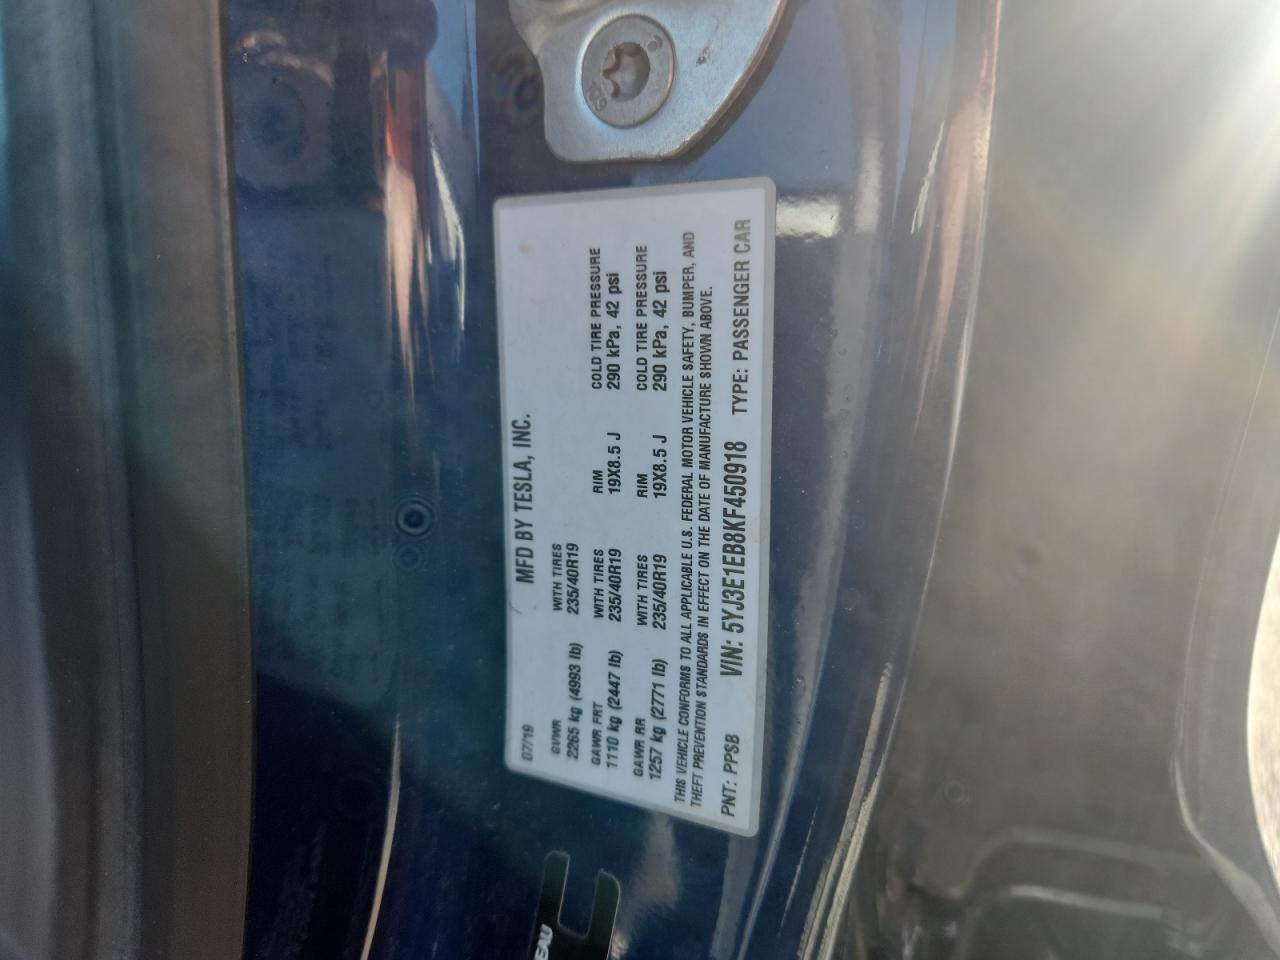 10.9
MFD BY TESLA, INC.
07/19
GVWR WITH TIRES
2265 kg (4993 lb) 235/40R19
GAWR FRT WITH TIRES RIM COLD TIRE PRESSURE
1110 kg (2447 lb) 235/40R19 19X8.5 J 290 kPa, 42 psi
GAWR RR WITH TIRES RIM COLD TIRE PRESSURE
1257 kg (2771 lb) 235/40R19 19X8.5 J 290 kPa, 42 psi
THIS VEHICLE CONFORMS TO ALL APPLICABLE U.S. FEDERAL MOTOR VEHICLE SAFETY, BUMPER, AND
THEFT PREVENTION STANDARDS IN EFFECT ON THE DATE OF MANUFACTURE SHOWN ABOVE.
PNT: PPSB VIN: 5YJ3E1EB8KF450918 TYPE: PASSENGER CAR